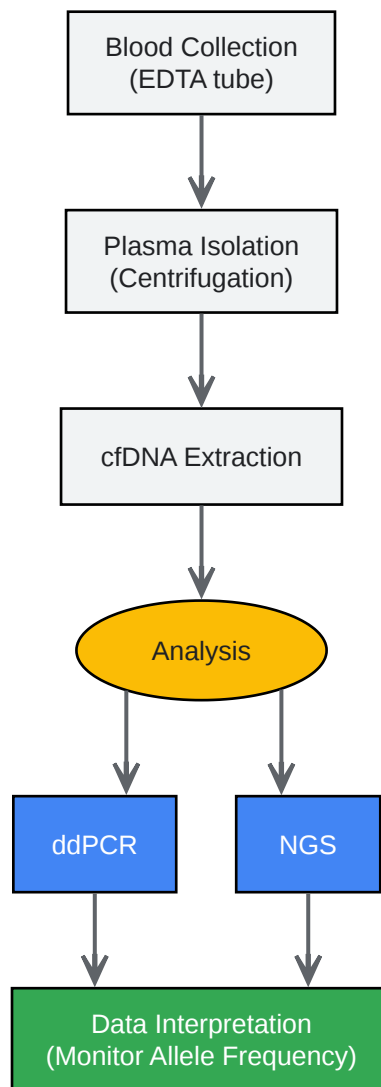 Blood Collection
(EDTA tube)
Plasma Isolation
(Centrifugation)
cfDNA Extraction
Analysis
ddPCR
NGS
Data Interpretation
(Monitor Allele Frequency)